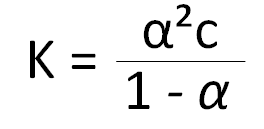 K = α²c / 1 - α